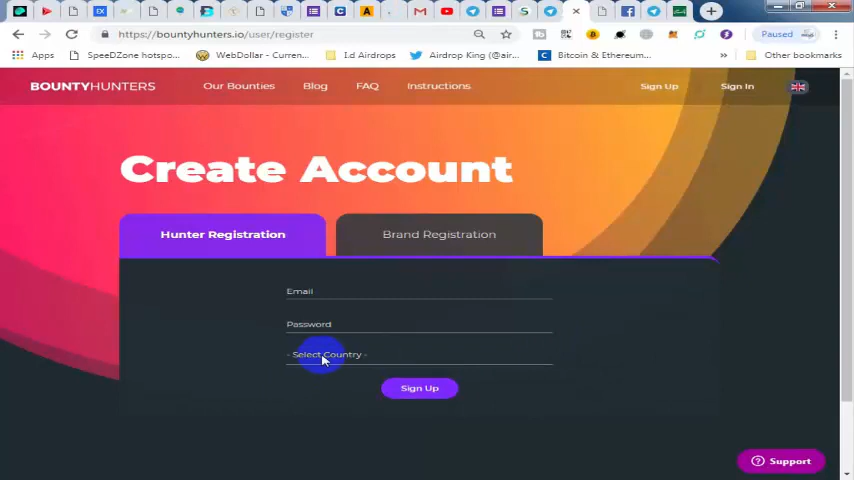 https://bountyhunters.io/user/register
Paused
Apps SpeedZone hotspo... WebDollar - Curren... I.d Airdrops Airdrop King (@air... Bitcoin & Ethereum... » Other bookmarks
BOUNTYHUNTERS Our Bounties Blog FAQ Instructions Sign Up Sign In
Create Account
Hunter Registration Brand Registration
Email
Password
- Select Country -
Sign Up
? Support